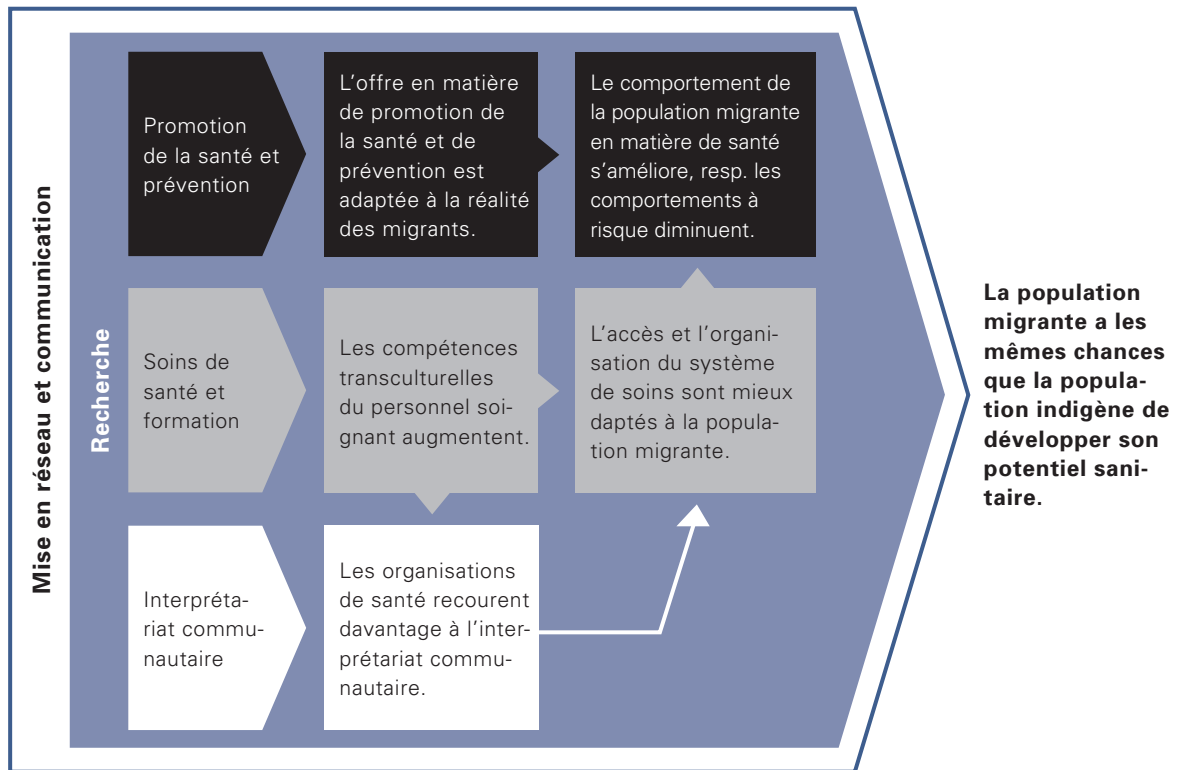 Mise en réseau et communication
Recherche
Promotion
de la santé et
prévention
L'offre en matière
de promotion de
la santé et de
prévention est
adaptée à la réalité
des migrants.
Le comportement de
la population migrante
en matière de santé
s'améliore, resp. les
comportements à
risque diminuent.
Soins de
santé et
formation
Les compétences
transculturelles
du personnel soi-
gnant augmentent.
L'accès et l'organi-
sation du système
de soins sont mieux
daptés à la popula-
tion migrante.
Interpréta-
riat commu-
nautaire
Les organisations
de santé recourent
davantage à l'inter-
prétariat commu-
nautaire.
La population
migrante a les
mêmes chances
que la popula-
tion indigène de
développer son
potentiel sani-
taire.